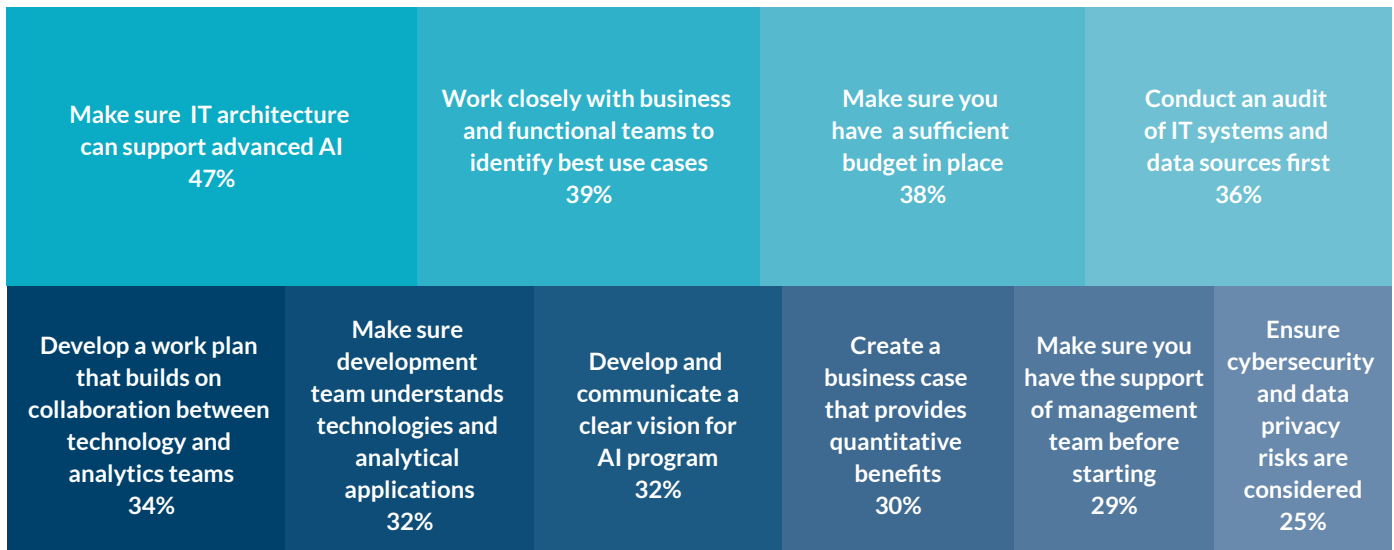 Make sure IT architecture
can support advanced AI
47%
Work closely with business
and functional teams to
identify best use cases
39%
Make sure you
have a sufficient
budget in place
38%
Conduct an audit
of IT systems and
data sources first
36%
Develop a work plan
that builds on
collaboration between
technology and
analytics teams
34%
Make sure
development
team understands
technologies and
analytical
applications
32%
Develop and
communicate a
clear vision for
AI program
32%
Create a
business case
that provides
quantitative
benefits
30%
Make sure you
have the support
of management
team before
starting
29%
Ensure
cybersecurity
and data
privacy
risks are
considered
25%